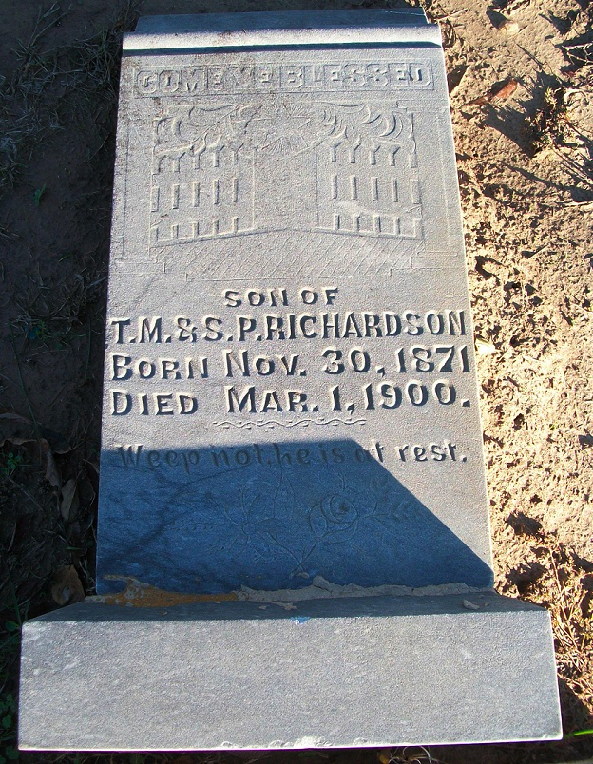 COME YE BLESSED
SON OF
T.M. & S.P. RICHARDSON
BORN NOV. 30, 1871
DIED MAR. 1, 1900.
Weep not, he is at rest.